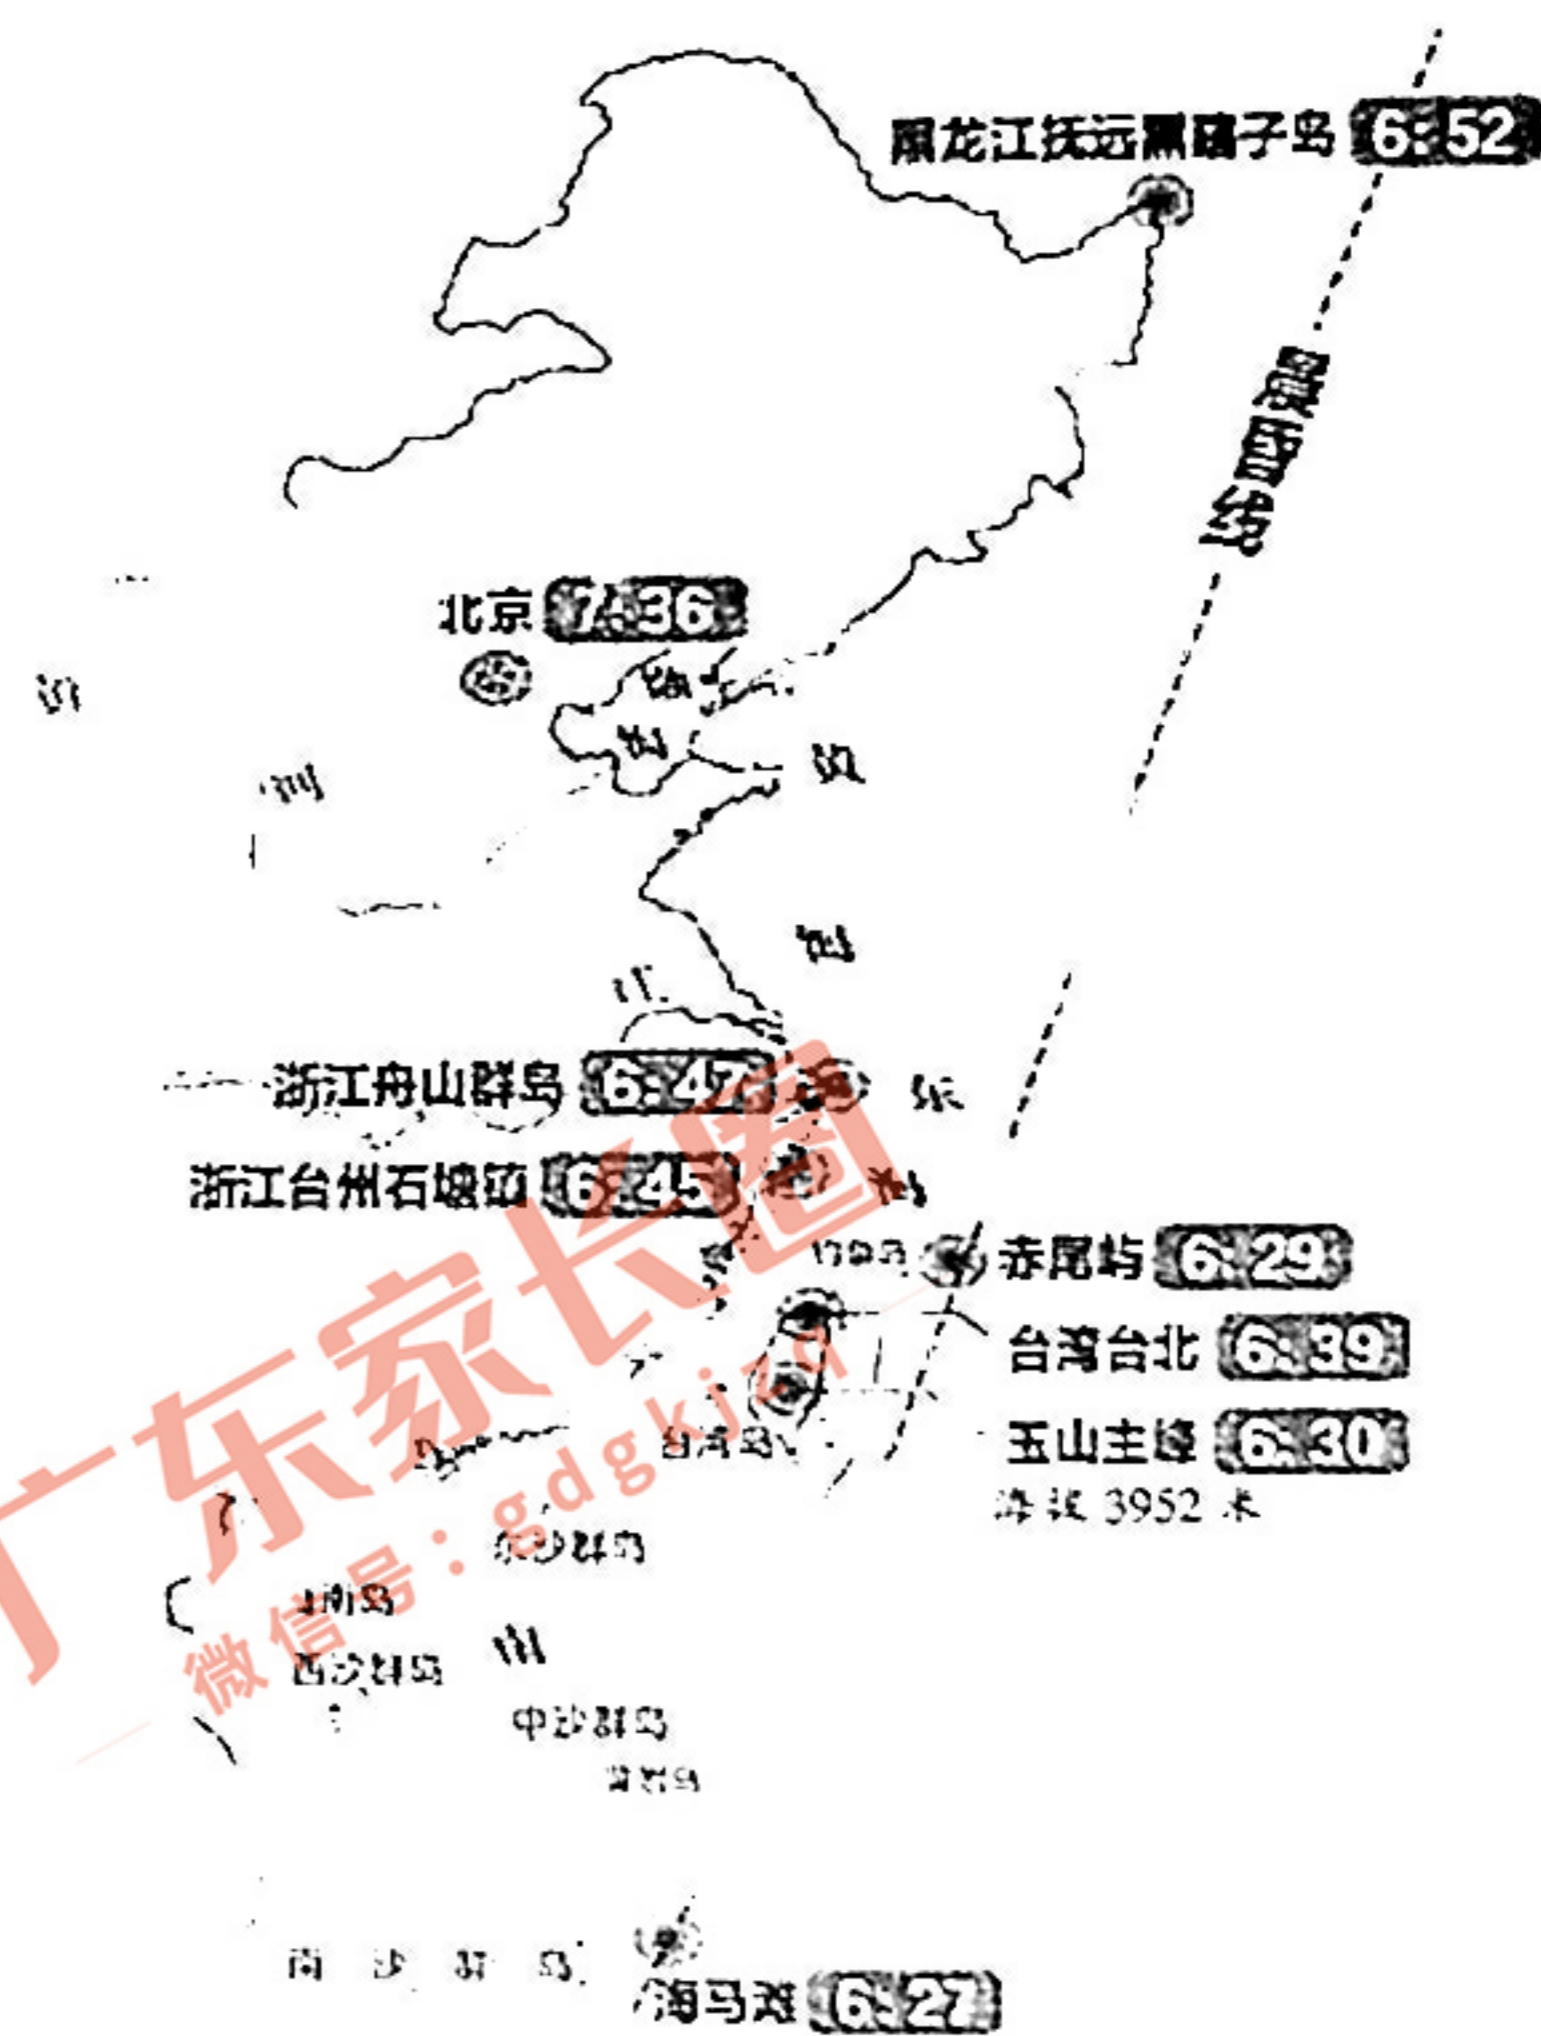 黑龙江抚远黑瞎子岛 6:52
晨昏线
北京 7:36
浙江舟山群岛 6:47
东
浙江台州石塘镇 6:45
海
赤尾屿 6:29
台湾台北 6:39
台湾岛
玉山主峰 6:30
海拔 3952 米
东沙群岛
西沙群岛
中沙群岛
黄岩岛
南沙群岛
海马滩 6:27
广东家长圈
微信号：gdgkjzq